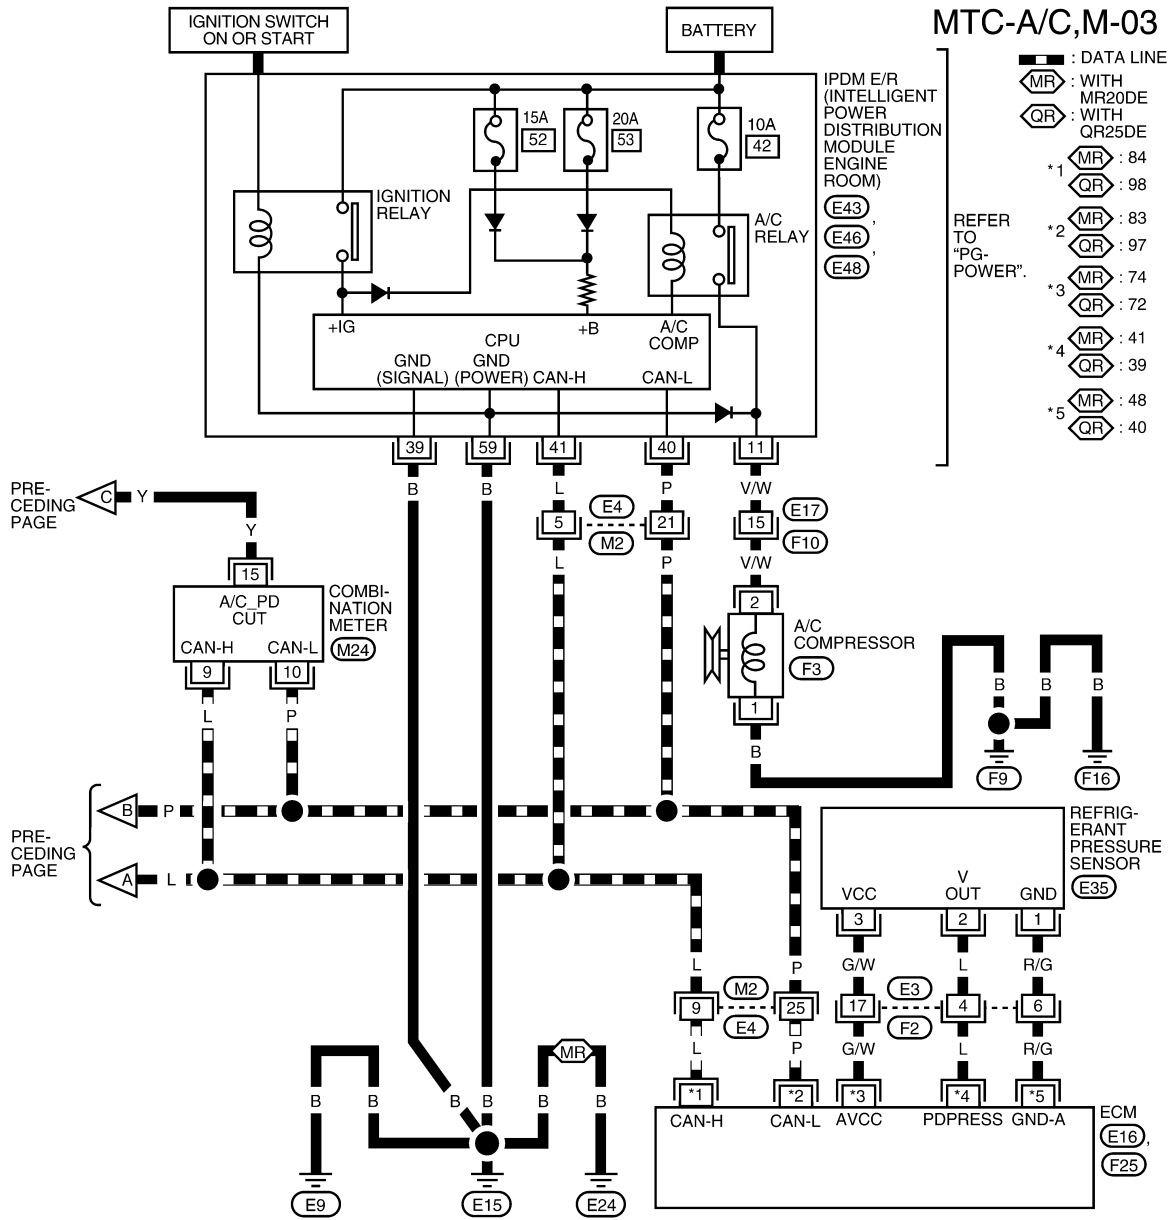 MTC-A/C,M-03
IGNITION SWITCH
ON OR START
BATTERY
: DATA LINE
MR : WITH
MR20DE
QR : WITH
QR25DE
*1 MR : 84
QR : 98
*2 MR : 83
QR : 97
*3 MR : 74
QR : 72
*4 MR : 41
QR : 39
*5 MR : 48
QR : 40
IPDM E/R
(INTELLIGENT
POWER
DISTRIBUTION
MODULE
ENGINE
ROOM)
E43 ,
E46 ,
E48
REFER
TO
“PG-
POWER”.
15A
52
20A
53
10A
42
IGNITION
RELAY
A/C
RELAY
+IG
+B
A/C
COMP
CPU
GND
(SIGNAL)
GND
(POWER)
CAN-H
CAN-L
39
59
41
40
11
B
B
L
P
V/W
PRE-
CEDING
PAGE
C
Y
Y
5
E4
M2
21
15
E17
F10
L
P
V/W
15
A/C_PD
CUT
CAN-H
CAN-L
COMBI-
NATION
METER
M24
9
10
L
P
2
A/C
COMPRESSOR
F3
1
B
B
B
B
F9
F16
PRE-
CEDING
PAGE
B
P
A
L
REFRIG-
ERANT
PRESSURE
SENSOR
E35
VCC
V
OUT
GND
3
2
1
L
P
G/W
L
R/G
9
M2
E4
25
17
E3
F2
4
6
L
P
G/W
L
R/G
*1
*2
*3
*4
*5
CAN-H
CAN-L
AVCC
PDPRESS
GND-A
ECM
E16 ,
F25
MR
B
B
B
B
B
B
E9
E15
E24